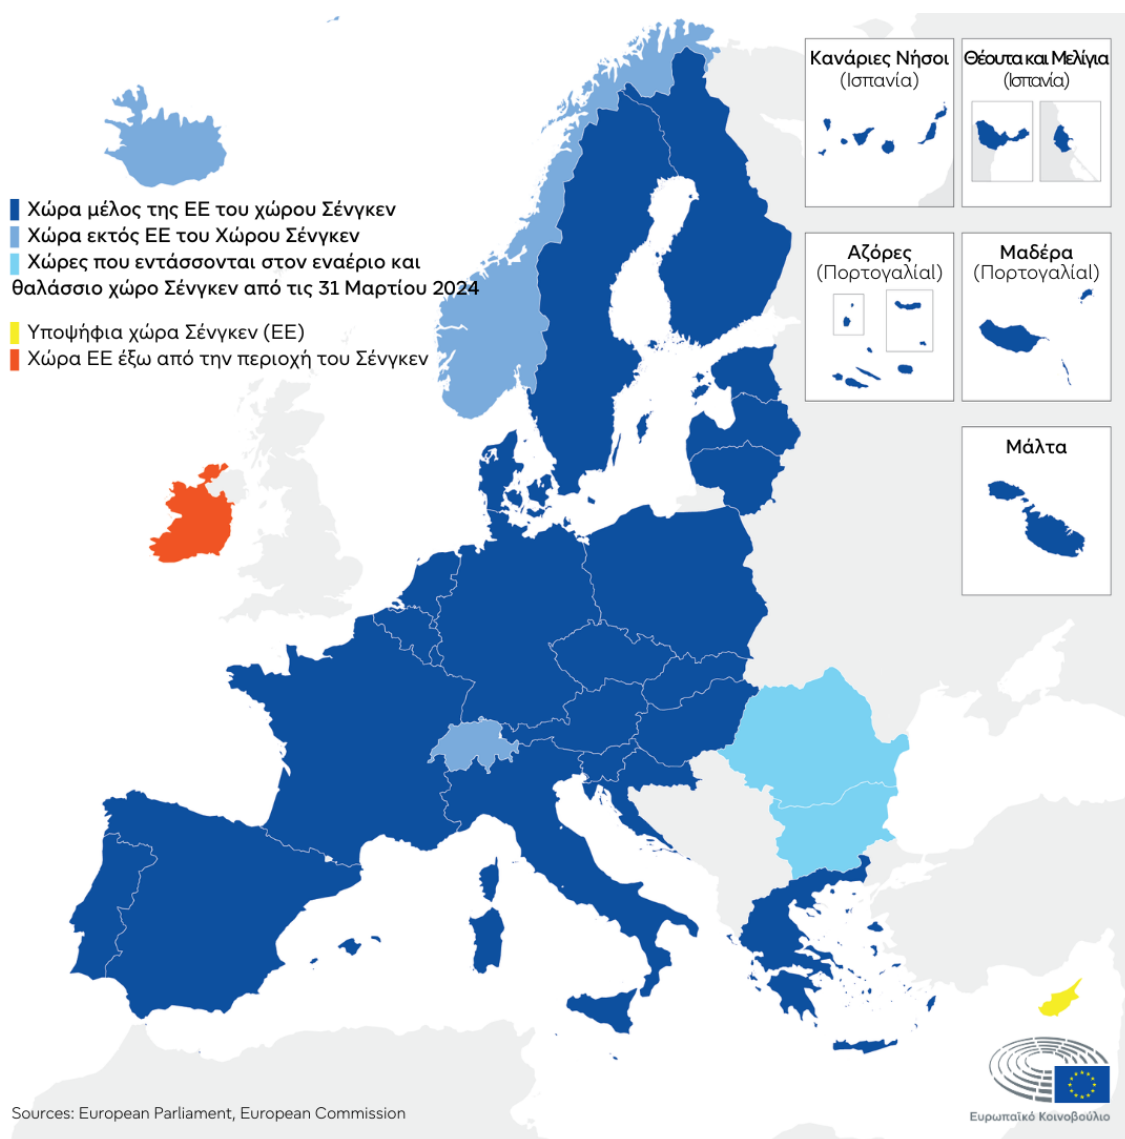 Κανάριες Νήσοι
(Ισπανία)
Θέουτα και Μελίγια
(Ισπανία)
Χώρα μέλος της ΕΕ του χώρου Σένγκεν
Χώρα εκτός ΕΕ του Χώρου Σένγκεν
Χώρες που εντάσσονται στον εναέριο και
θαλάσσιο χώρο Σένγκεν από τις 31 Μαρτίου 2024
Υποψήφια χώρα Σένγκεν (ΕΕ)
Χώρα ΕΕ έξω από την περιοχή του Σένγκεν
Αζόρες
(Πορτογαλίαl)
Μαδέρα
(Πορτογαλίαl)
Μάλτα
Sources: European Parliament, European Commission
Ευρωπαϊκό Κοινοβούλιο